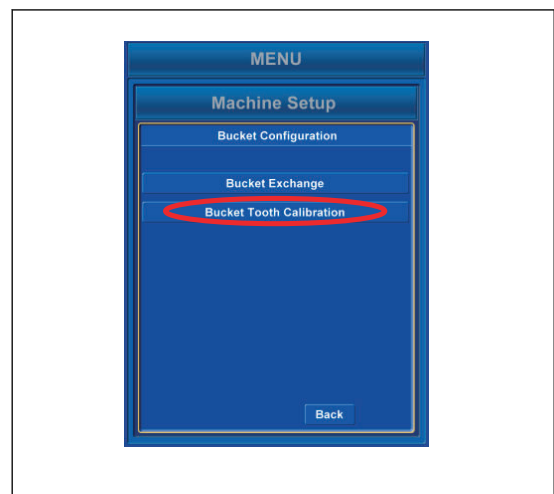 MENU
Machine Setup
Bucket Configuration
Bucket Exchange
Bucket Tooth Calibration
Back